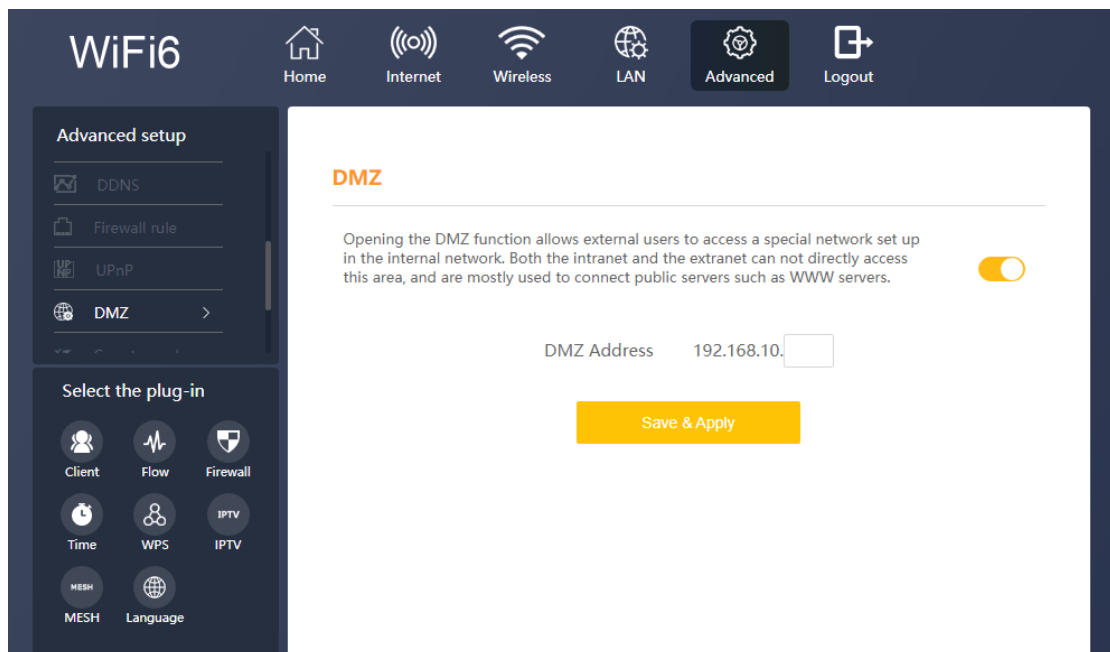 WiFi6
Home
Internet
Wireless
LAN
Advanced
Logout
Advanced setup
DDNS
Firewall rule
UPnP
DMZ
Select the plug-in
Client
Flow
Firewall
Time
WPS
IPTV
IPTV
MESH
MESH
Language
DMZ
Opening the DMZ function allows external users to access a special network set up
in the internal network. Both the intranet and the extranet can not directly access
this area, and are mostly used to connect public servers such as WWW servers.
DMZ Address 192.168.10.
Save & Apply